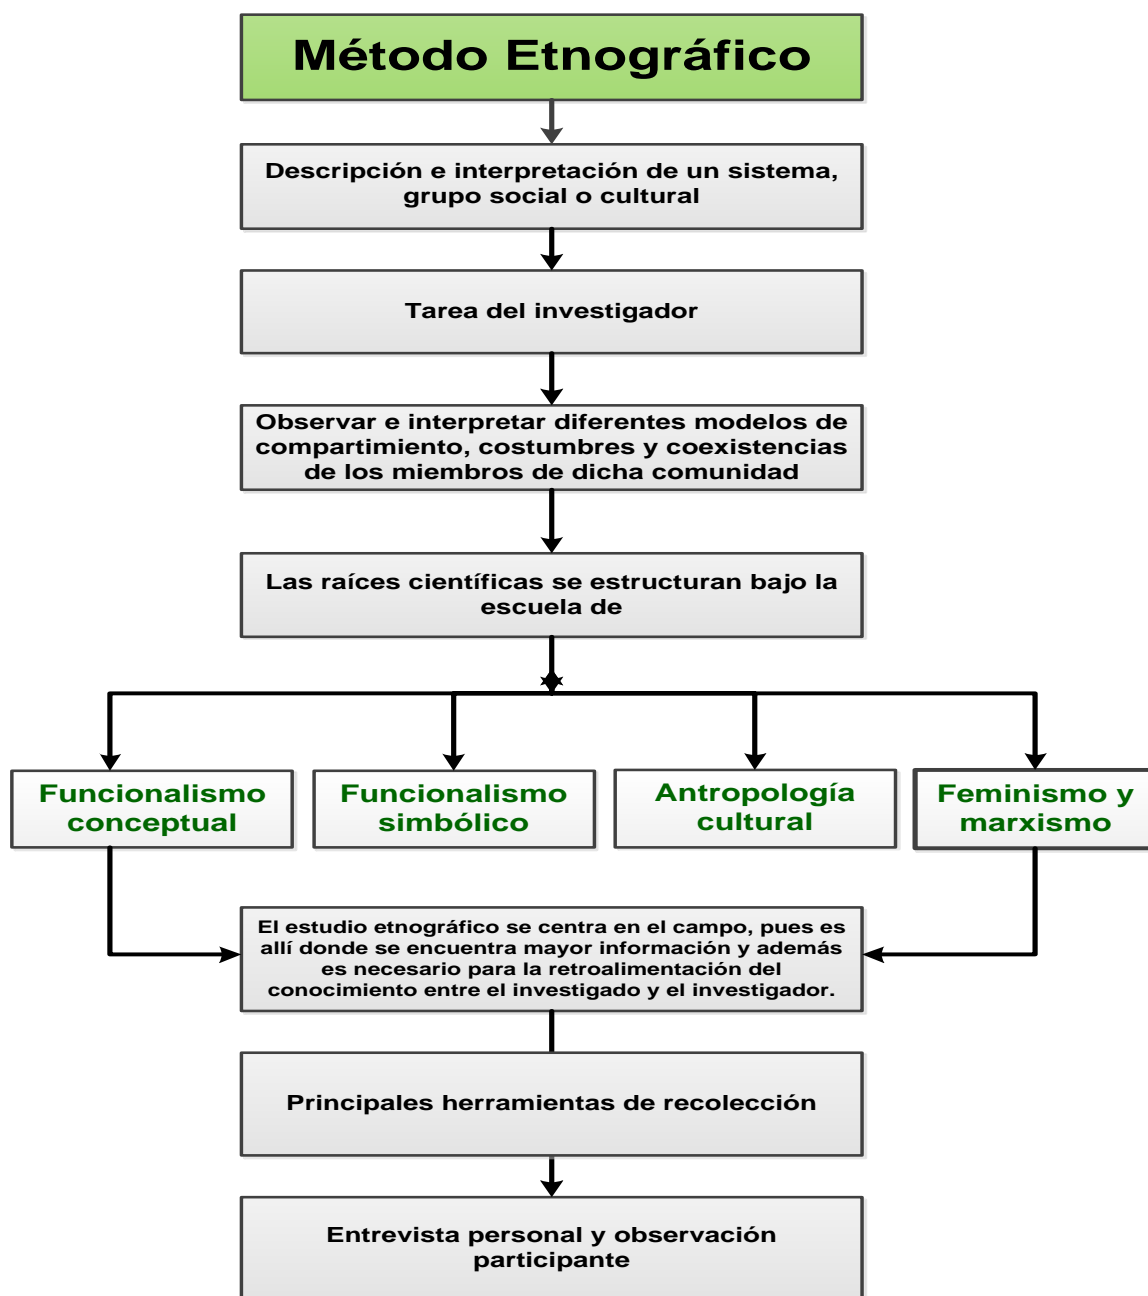 Método Etnográfico
Descripción e interpretación de un sistema,
grupo social o cultural
Tarea del investigador
Observar e interpretar diferentes modelos de
compartimiento, costumbres y coexistencias
de los miembros de dicha comunidad
Las raíces científicas se estructuran bajo la
escuela de
Funcionalismo
conceptual
Funcionalismo
simbólico
Antropología
cultural
Feminismo y
marxismo
El estudio etnográfico se centra en el campo, pues es
allí donde se encuentra mayor información y además
es necesario para la retroalimentación del
conocimiento entre el investigado y el investigador.
Principales herramientas de recolección
Entrevista personal y observación
participante